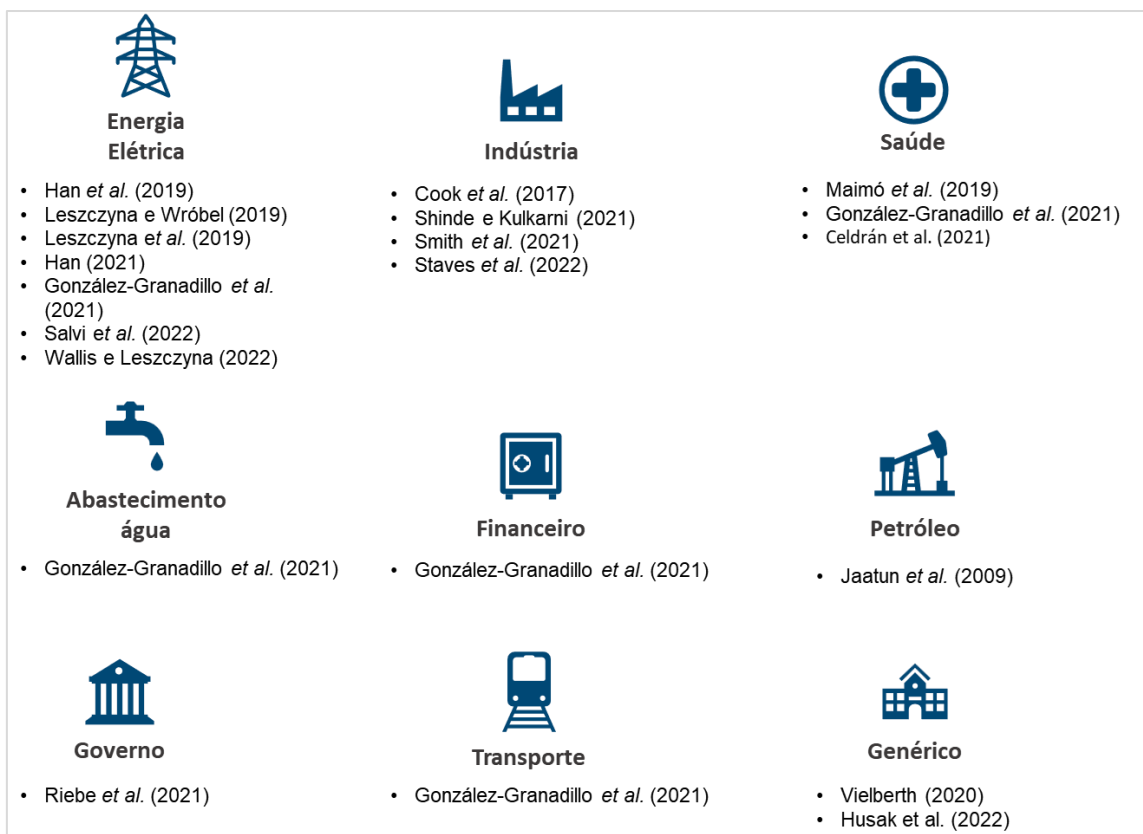 Energia
Elétrica
• Han et al. (2019)
• Leszczyna e Wróbel (2019)
• Leszczyna et al. (2019)
• Han (2021)
• González-Granadillo et al.
(2021)
• Salvi et al. (2022)
• Wallis e Leszczyna (2022)
Indústria
• Cook et al. (2017)
• Shinde e Kulkarni (2021)
• Smith et al. (2021)
• Staves et al. (2022)
Saúde
• Maimó et al. (2019)
• González-Granadillo et al. (2021)
• Celdrán et al. (2021)
Abastecimento
água
• González-Granadillo et al. (2021)
Financeiro
• González-Granadillo et al. (2021)
Petróleo
• Jaatun et al. (2009)
Governo
• Riebe et al. (2021)
Transporte
• González-Granadillo et al. (2021)
Genérico
• Vielberth (2020)
• Husak et al. (2022)